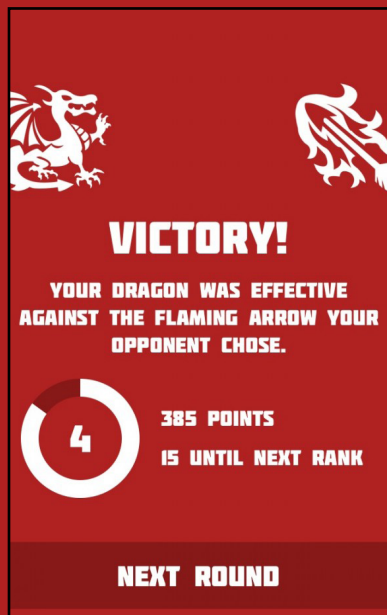 VICTORY!
YOUR DRAGON WAS EFFECTIVE
AGAINST THE FLAMING ARROW YOUR
OPPONENT CHOSE.
4
385 POINTS
15 UNTIL NEXT RANK
NEXT ROUND